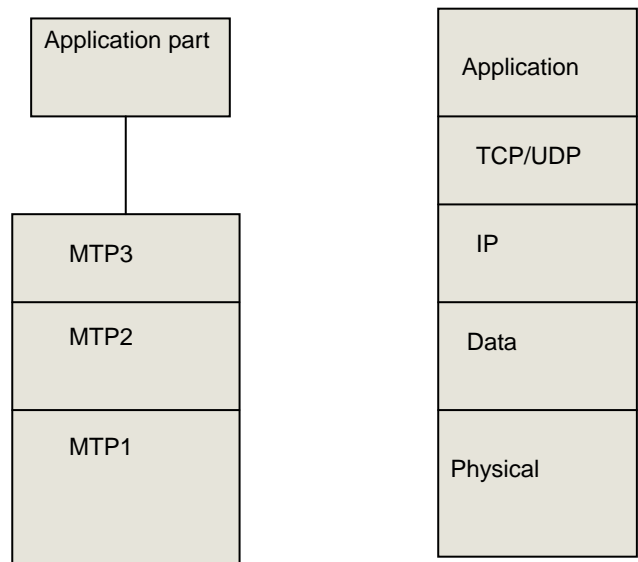 Application part
MTP3
MTP2
MTP1
Application
TCP/UDP
IP
Data
Physical